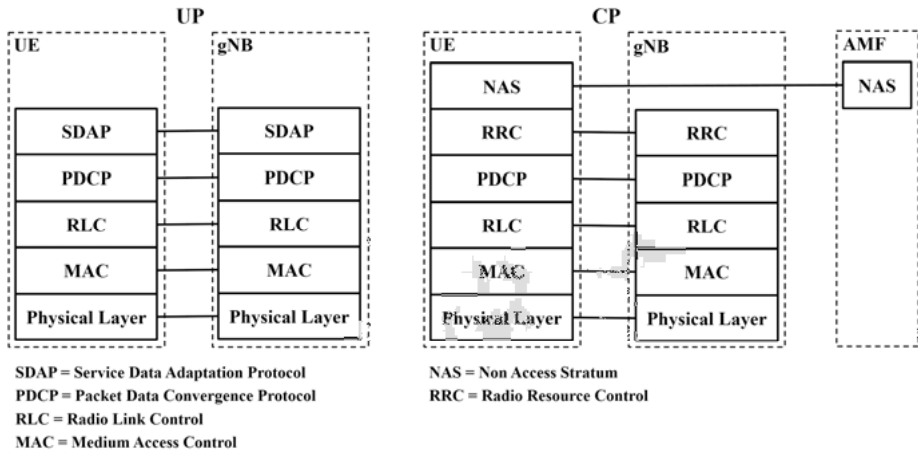 UP
CP
UE
gNB
UE
gNB
AMF
NAS
NAS
SDAP
SDAP
RRC
RRC
PDCP
PDCP
PDCP
PDCP
RLC
RLC
RLC
RLC
MAC
MAC
MAC
MAC
Physical Layer
Physical Layer
Physical Layer
Physical Layer
SDAP = Service Data Adaptation Protocol
PDCP = Packet Data Convergence Protocol
RLC = Radio Link Control
MAC = Medium Access Control
NAS = Non Access Stratum
RRC = Radio Resource Control